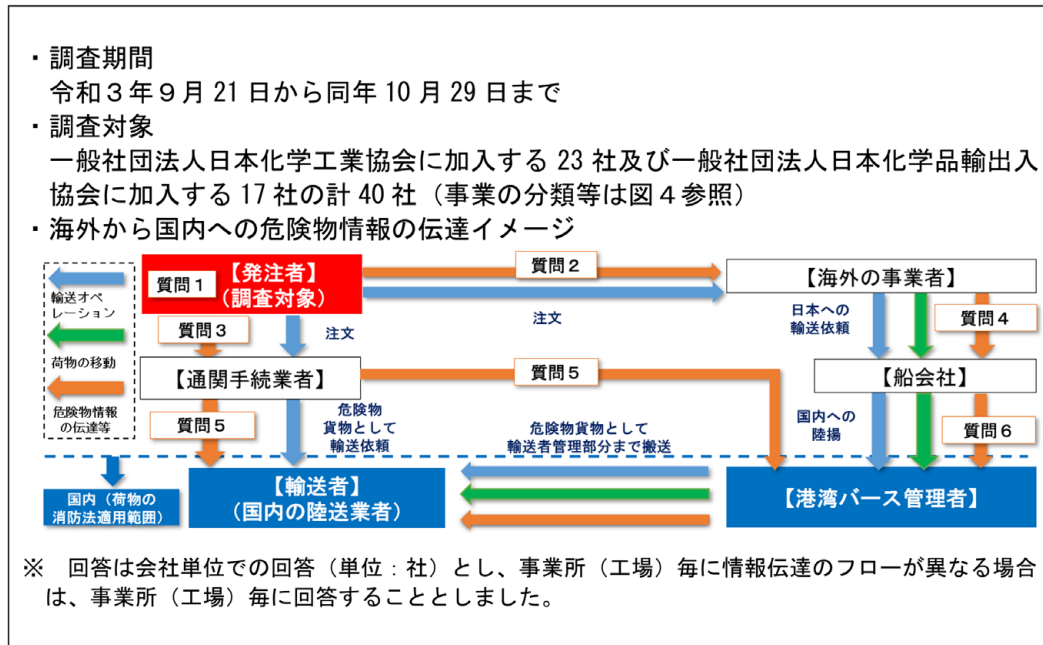 ・調査期間
令和３年９月 21 日から同年 10 月 29 日まで
・調査対象
一般社団法人日本化学工業協会に加入する 23 社及び一般社団法人日本化学品輸出入
協会に加入する 17 社の計 40 社（事業の分類等は図４参照）
・海外から国内への危険物情報の伝達イメージ
輸送オペ
レーション
荷物の移動
危険物情報
の伝達等
質問１
【発注者】
（調査対象）
質問２
注文
【海外の事業者】
質問３
注文
日本への
輸送依頼
質問４
【通関手続業者】
質問５
【船会社】
質問５
危険物
貨物として
輸送依頼
危険物貨物として
輸送者管理部分まで搬送
国内への
陸揚
質問６
国内（荷物の
消防法適用範囲）
【輸送者】
（国内の陸送業者）
【港湾バース管理者】
※　回答は会社単位での回答（単位：社）とし、事業所（工場）毎に情報伝達のフローが異なる場合
は、事業所（工場）毎に回答することとしました。